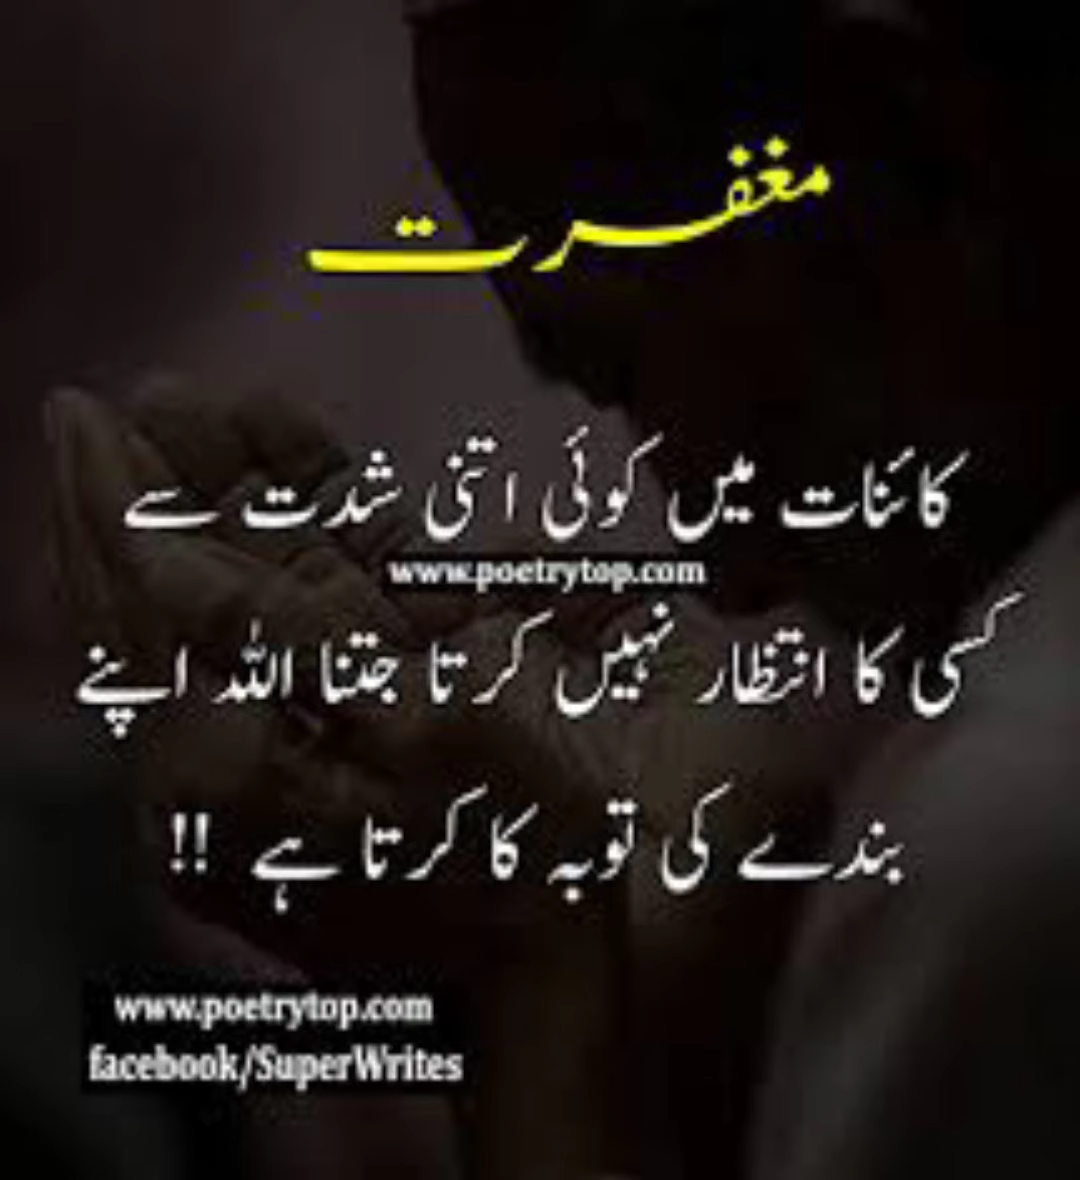 مغفرت
کائنات میں کوئی اتنی شدت سے
www.poetrytop.com
کسی کا انتظار نہیں کرتا جتنا اللہ اپنے
بندے کی توبہ کا کرتا ہے !!
www.poetrytop.com
facebook/SuperWrites